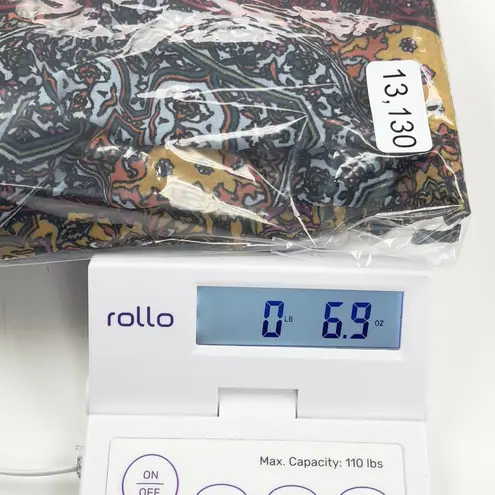 13,130
rollo
0 LB 6.9 OZ
Max. Capacity: 110 lbs
ON
OFF